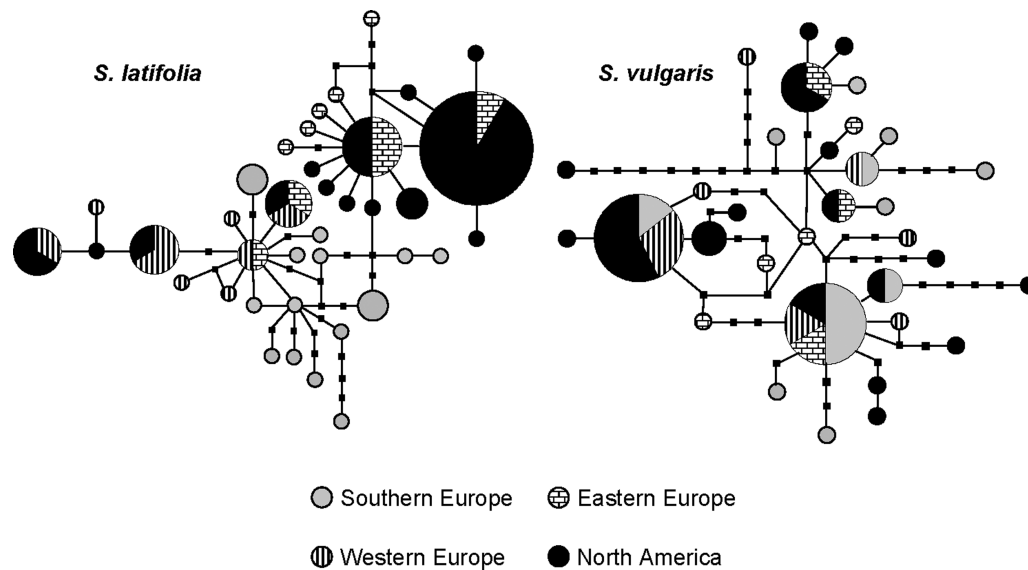 S. latifolia
S. vulgaris
Southern Europe
Eastern Europe
Western Europe
North America